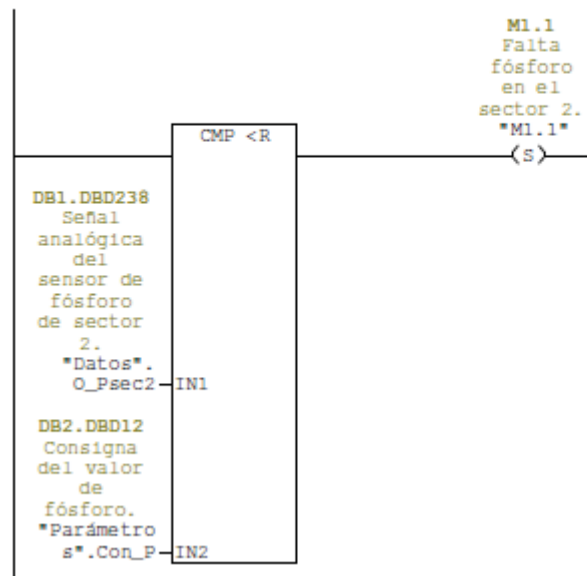 M1.1
Falta
fósforo
en el
sector 2.
"M1.1"
CMP <R
(S)
DB1.DBD238
Señal
analógica
del
sensor de
fósforo
de sector
2.
"Datos".
O_Psec2
IN1
DB2.DBD12
Consigna
del valor
de
fósforo.
"Parámetro
s".Con_P
IN2